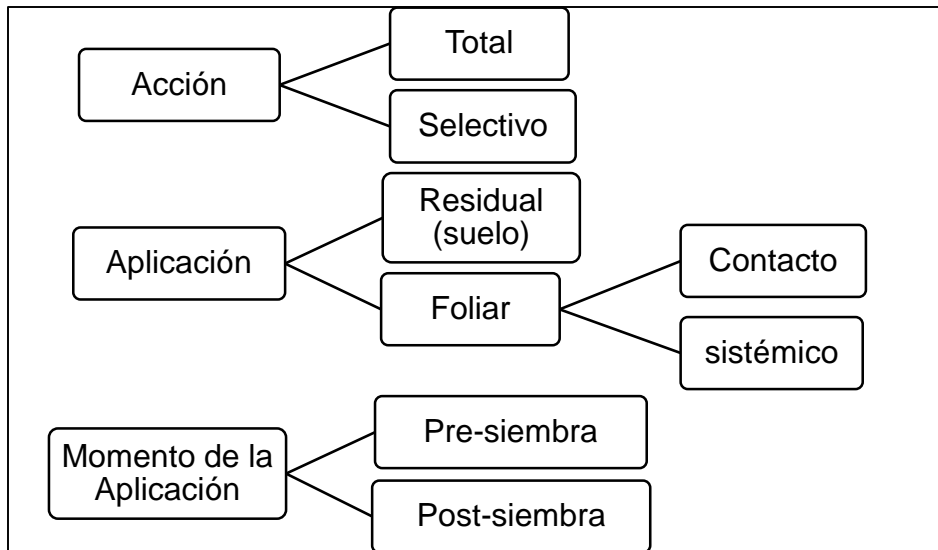 Acción
Total
Selectivo
Aplicación
Residual
(suelo)
Foliar
Contacto
sistémico
Momento de la
Aplicación
Pre-siembra
Post-siembra